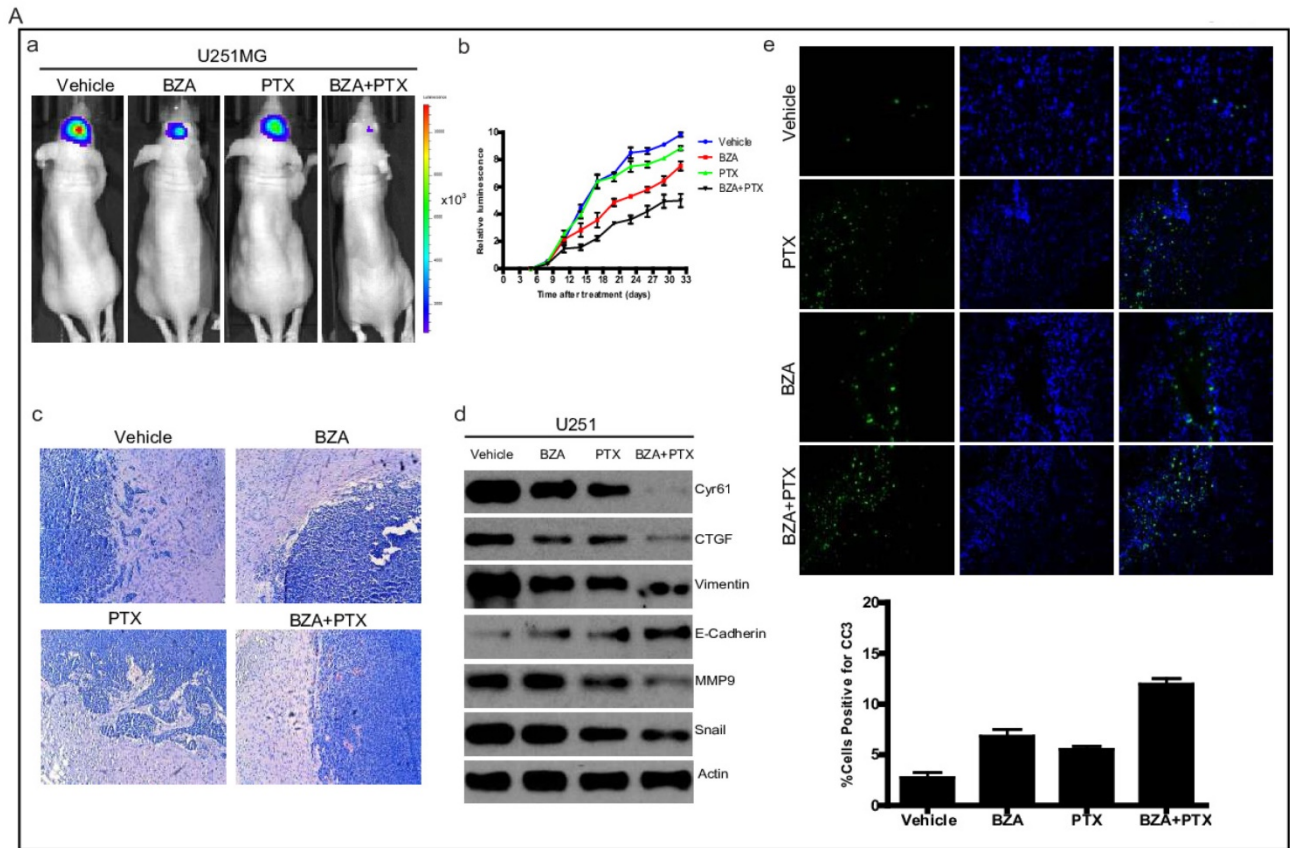 A
a
U251MG
Vehicle BZA PTX BZA+PTX
x10³
b
10
8
6
4
2
0
Relative luminescence
0 3 6 9 12 14 17 18 21 24 27 30 33
Time after treatment (days)
Vehicle
BZA
PTX
BZA+PTX
c
Vehicle BZA
PTX BZA+PTX
d
U251
Vehicle BZA PTX BZA+PTX
Cyr61
CTGF
Vimentin
E-Cadherin
MMP9
Snail
Actin
e
Vehicle
PTX
BZA
BZA+PTX
20
15
10
5
0
%Cells Positive for CC3
Vehicle BZA PTX BZA+PTX